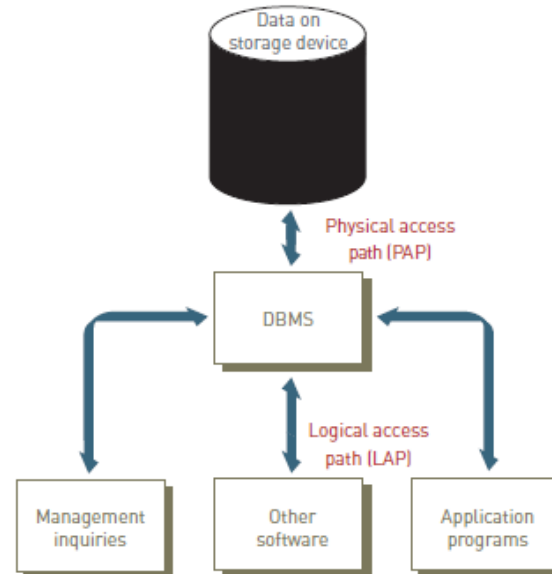 Data on
storage device
Physical access
path (PAP)
DBMS
Logical access
path (LAP)
Management
inquiries
Other
software
Application
programs